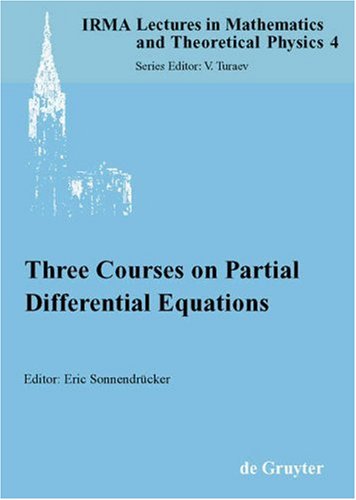 IRMA Lectures in Mathematics
and Theoretical Physics 4
Series Editor: V. Turaev
Three Courses on Partial
Differential Equations
Editor: Eric Sonnendrücker
de Gruyter